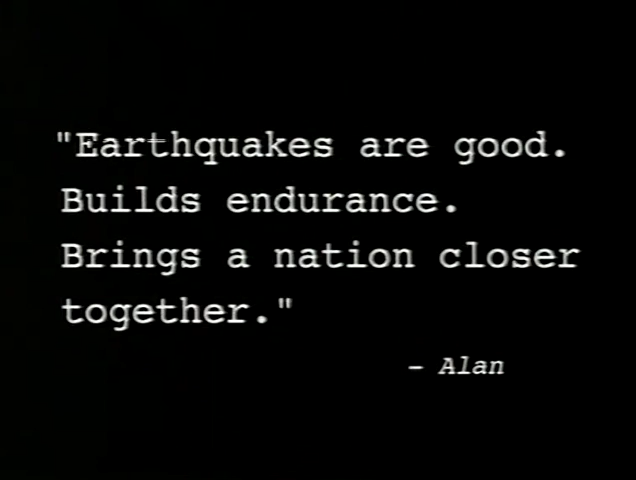 "Earthquakes are good.
Builds endurance.
Brings a nation closer
together."
– Alan